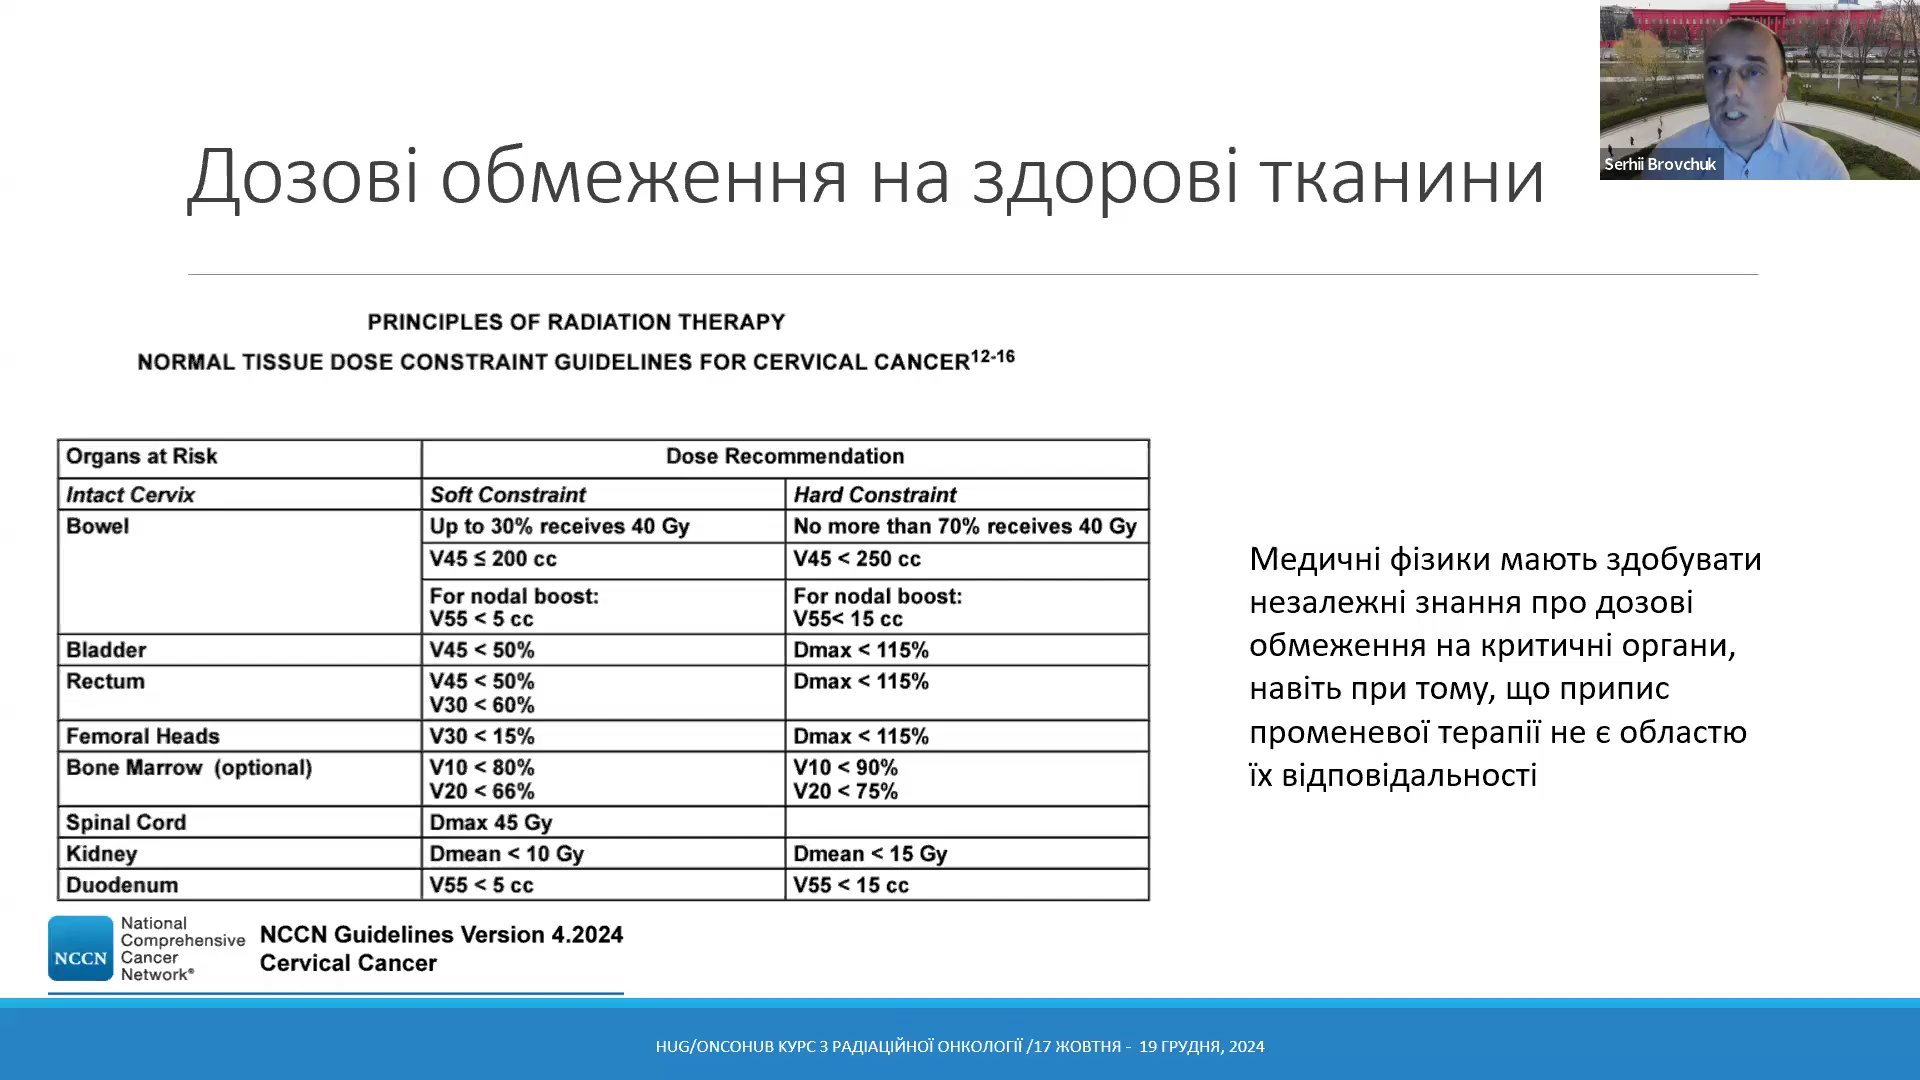 Serhii Brovchuk
Дозові обмеження на здорові тканини
PRINCIPLES OF RADIATION THERAPY
NORMAL TISSUE DOSE CONSTRAINT GUIDELINES FOR CERVICAL CANCER12-16
Organs at Risk Dose Recommendation
Intact Cervix Soft Constraint Hard Constraint
Bowel Up to 30% receives 40 Gy No more than 70% receives 40 Gy
V45 ≤ 200 cc V45 < 250 cc
For nodal boost: For nodal boost:
V55 < 5 cc V55< 15 cc
Bladder V45 < 50% Dmax < 115%
Rectum V45 < 50% Dmax < 115%
V30 < 60%
Femoral Heads V30 < 15% Dmax < 115%
Bone Marrow (optional) V10 < 80% V10 < 90%
V20 < 66% V20 < 75%
Spinal Cord Dmax 45 Gy
Kidney Dmean < 10 Gy Dmean < 15 Gy
Duodenum V55 < 5 cc V55 < 15 cc
Медичні фізики мають здобувати
незалежні знання про дозові
обмеження на критичні органи,
навіть при тому, що припис
променевої терапії не є областю
їх відповідальності
NCCN
National
Comprehensive
Cancer
Network®
NCCN Guidelines Version 4.2024
Cervical Cancer
HUG/ONCOHUB КУРС З РАДІАЦІЙНОЇ ОНКОЛОГІЇ /17 ЖОВТНЯ - 19 ГРУДНЯ, 2024